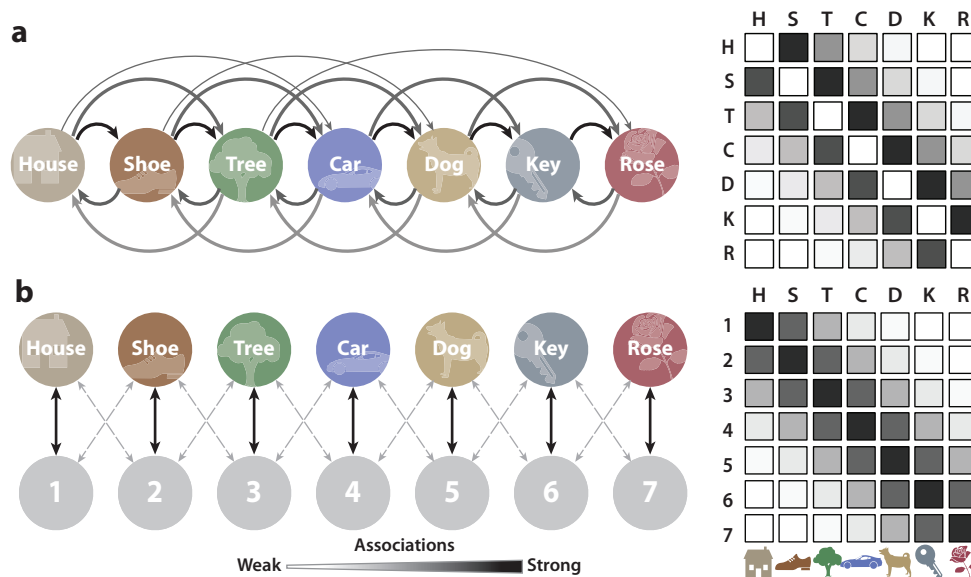 a
House Shoe Tree Car Dog Key Rose
H S T C D K R
H
S
T
C
D
K
R
b
House Shoe Tree Car Dog Key Rose
1 2 3 4 5 6 7
Associations
Weak Strong
H S T C D K R
1
2
3
4
5
6
7